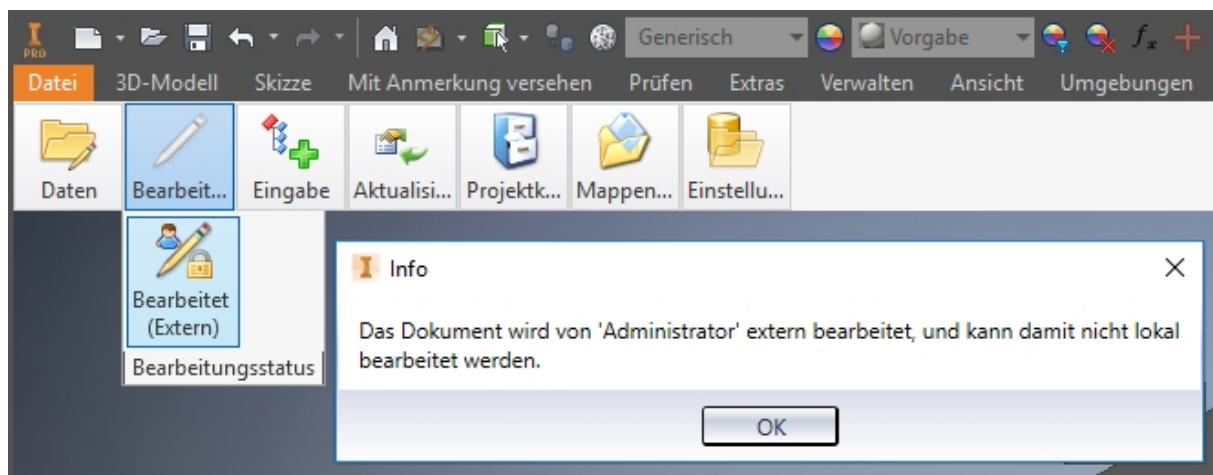 PRO Generisch Vorgabe fx
Datei 3D-Modell Skizze Mit Anmerkung versehen Prüfen Extras Verwalten Ansicht Umgebungen
Daten Bearbeit... Eingabe Aktualisi... Projektk... Mappen... Einstellu...
Bearbeitet
(Extern)
Bearbeitungsstatus
Info
Das Dokument wird von 'Administrator' extern bearbeitet, und kann damit nicht lokal
bearbeitet werden.
OK